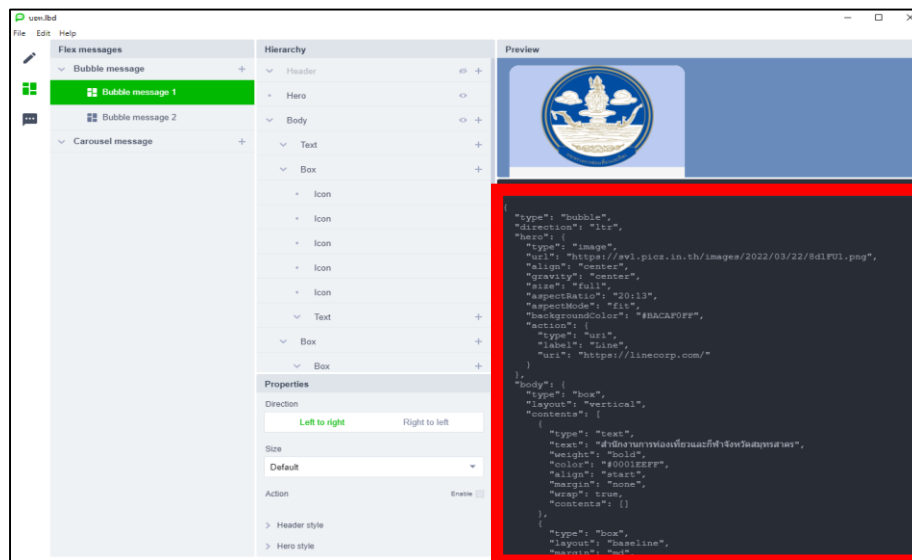 uen.lbd
File Edit Help
Flex messages
Bubble message
Bubble message 1
Bubble message 2
Carousel message
Hierarchy
Header
Hero
Body
Text
Box
Icon
Icon
Icon
Icon
Icon
Text
Box
Box
Properties
Direction
Left to right Right to left
Size
Default
Action Enable
Header style
Hero style
Preview
{
"type": "bubble",
"direction": "ltr",
"hero": {
"type": "image",
"url": "https://sv1.picz.in.th/images/2022/03/22/8d1FU1.png",
"align": "center",
"gravity": "center",
"size": "full",
"aspectRatio": "20:13",
"aspectMode": "fit",
"backgroundColor": "#BACAF0FF",
"action": {
"type": "uri",
"label": "Line",
"uri": "https://linecorp.com/"
}
},
"body": {
"type": "box",
"layout": "vertical",
"contents": [
{
"type": "text",
"text": "สำนักงานการท่องเที่ยวและกีฬาจังหวัดสมุทรสาคร",
"weight": "bold",
"color": "#0001EEFF",
"align": "start",
"margin": "none",
"wrap": true,
"contents": []
},
{
"type": "box",
"layout": "baseline",
"margin": "md",